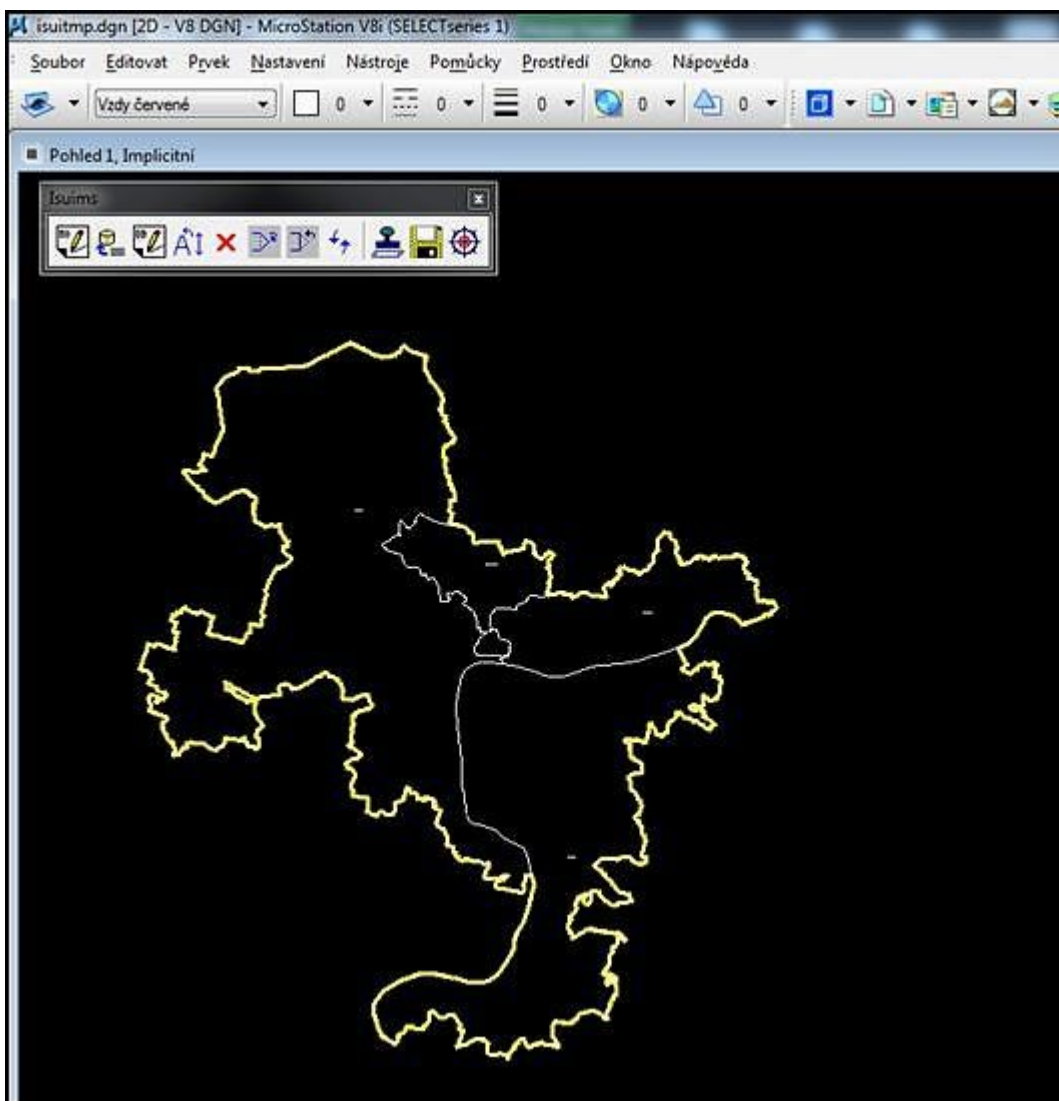 isuitmp.dgn [2D - V8 DGN] - MicroStation V8i (SELECTseries 1)
Soubor Editovat Prvek Nastavení Nástroje Pomůcky Prostředí Okno Nápověda
Vzdy červené 0 0 0 0 0
Pohled 1, Implicitní
Isuims